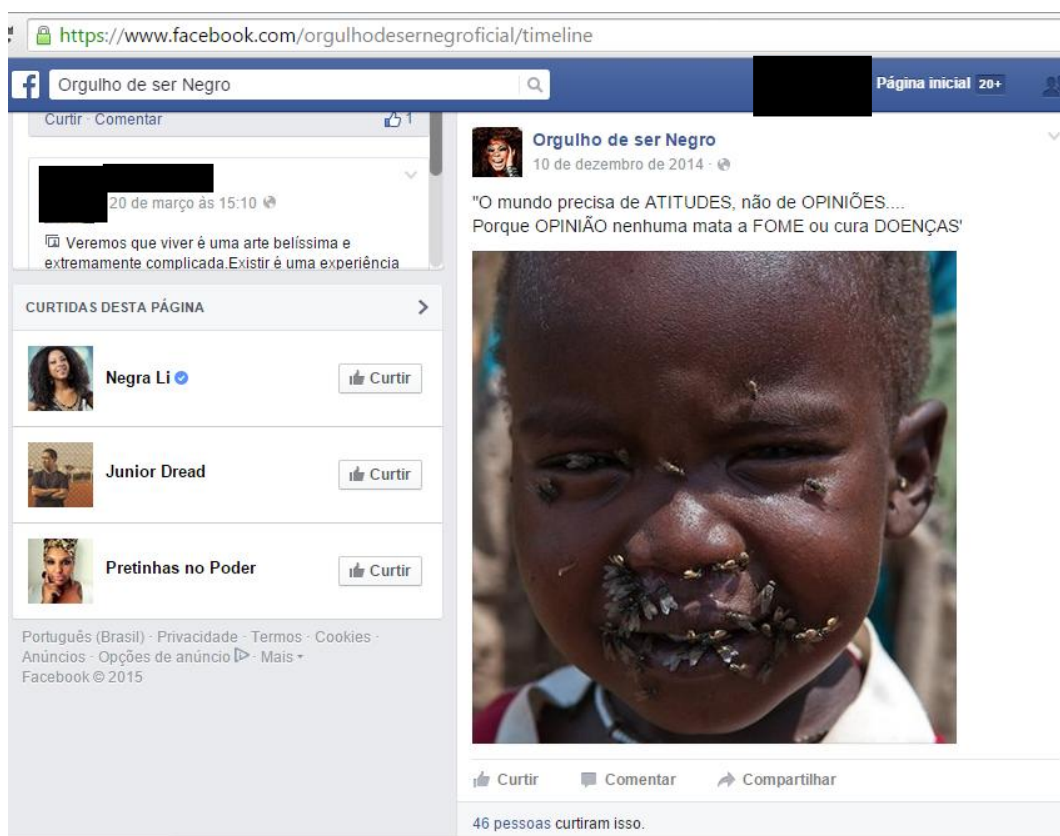 https://www.facebook.com/orgulhodesernegroficial/timeline
f Orgulho de ser Negro
Página inicial 20+
Curtir · Comentar 1
20 de março às 15:10
Veremos que viver é uma arte belíssima e
extremamente complicada.Existir é uma experiência
CURTIDAS DESTA PÁGINA
Negra Li Curtir
Junior Dread Curtir
Pretinhas no Poder Curtir
Português (Brasil) · Privacidade · Termos · Cookies ·
Anúncios · Opções de anúncio · Mais
Facebook © 2015
Orgulho de ser Negro
10 de dezembro de 2014 ·
"O mundo precisa de ATITUDES, não de OPINIÕES....
Porque OPINIÃO nenhuma mata a FOME ou cura DOENÇAS'
Curtir Comentar Compartilhar
46 pessoas curtiram isso.